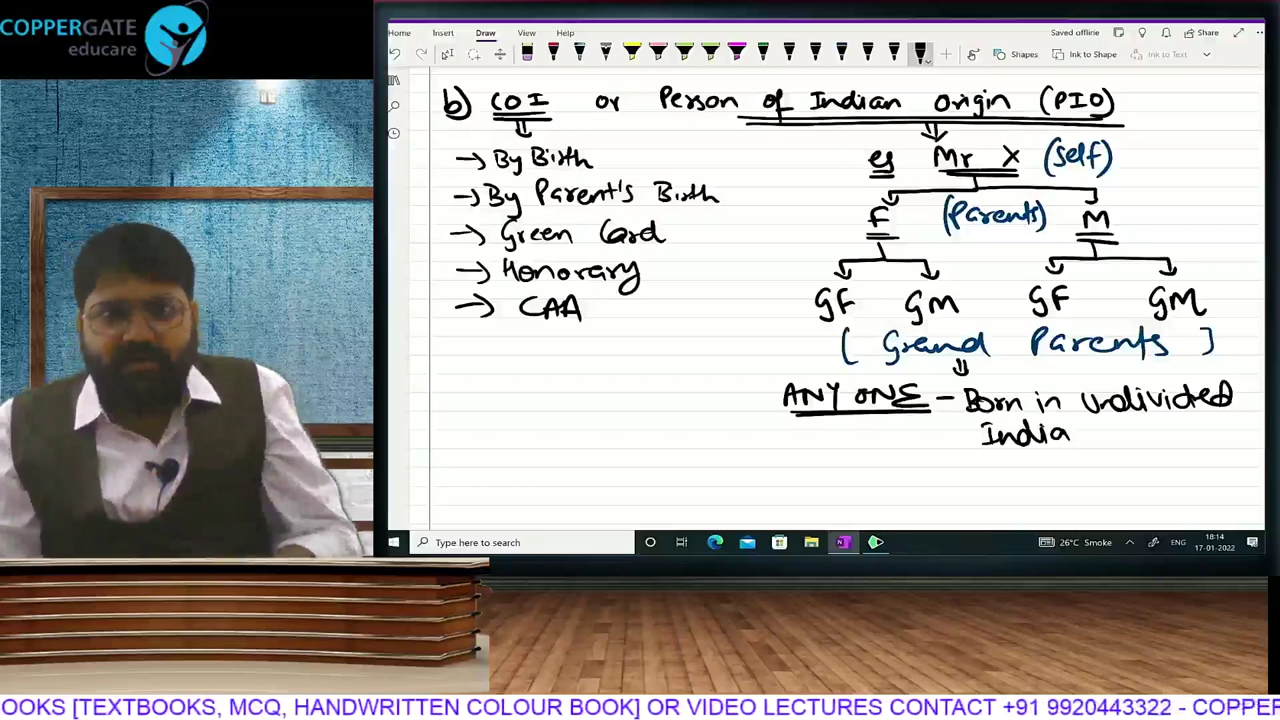 COPPERGATE
educare
Home Insert Draw View Help
Saved offline Share
Shapes Ink to Shape Ink to Text
b) COI or Person of Indian Origin (PIO)
→ By Birth
→ By Parent's Birth
→ Green Card
→ Honorary
→ CAA
eg Mr X (Self)
F (Parents) M
GF GM GF GM
( Grand Parents )
ANY ONE - Born in undivided
India
Type here to search
26°C Smoke
ENG
18:14
17-01-2022
OOKS [TEXTBOOKS, MCQ, HANDWRITTEN COLOUR BOOK] OR VIDEO LECTURES CONTACT +91 9920443322 - COPPER